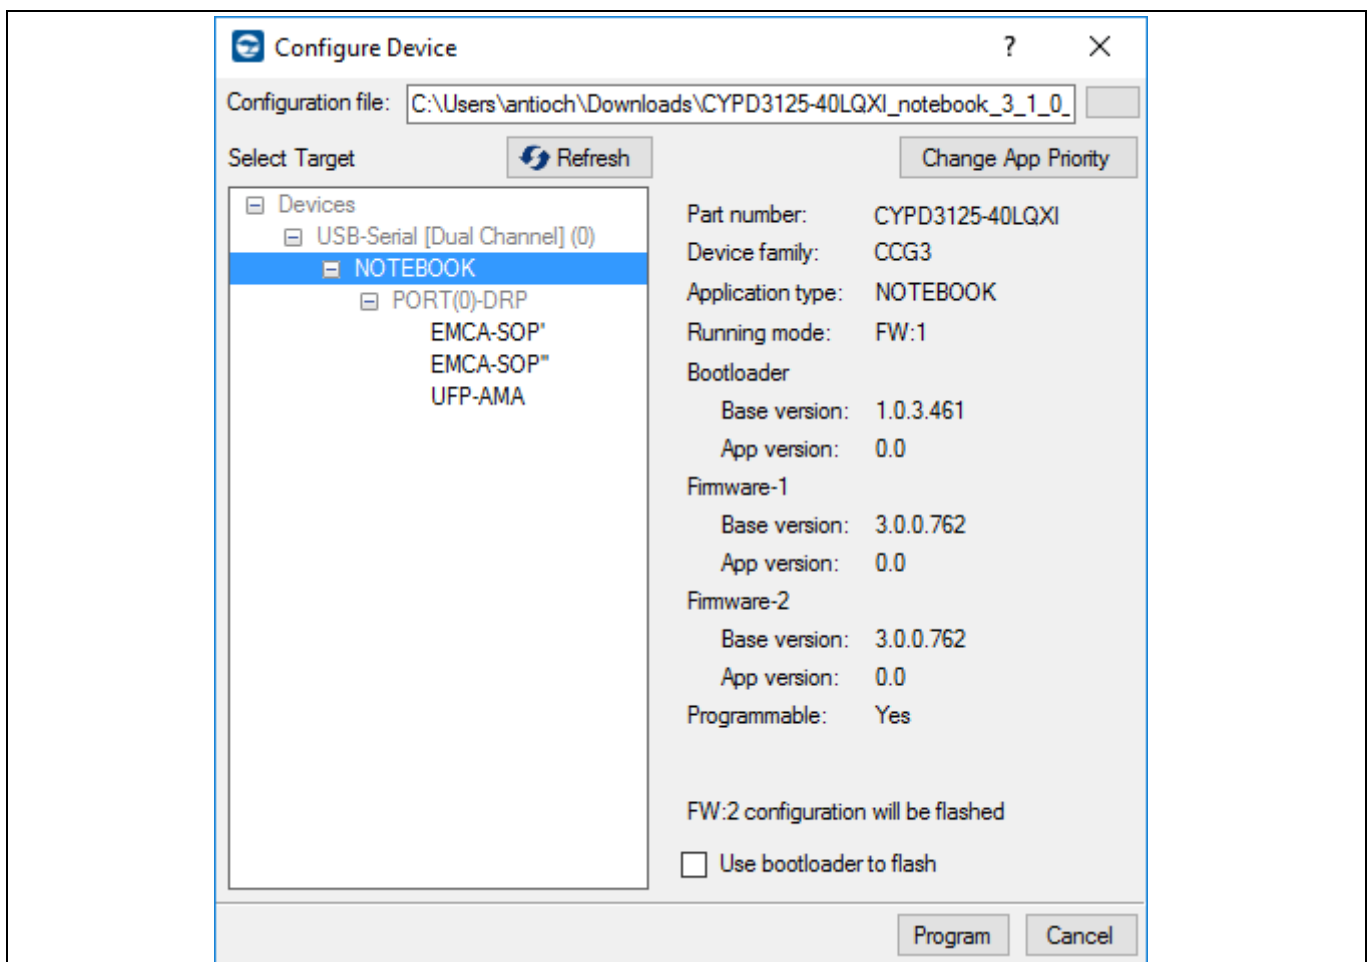 Configure Device
Configuration file: C:\Users\antioch\Downloads\CYPD3125-40LQXI_notebook_3_1_0_
Select Target Refresh Change App Priority
Devices
USB-Serial [Dual Channel] (0)
NOTEBOOK
PORT(0)-DRP
EMCA-SOP'
EMCA-SOP"
UFP-AMA
Part number: CYPD3125-40LQXI
Device family: CCG3
Application type: NOTEBOOK
Running mode: FW:1
Bootloader
Base version: 1.0.3.461
App version: 0.0
Firmware-1
Base version: 3.0.0.762
App version: 0.0
Firmware-2
Base version: 3.0.0.762
App version: 0.0
Programmable: Yes
FW:2 configuration will be flashed
Use bootloader to flash
Program Cancel